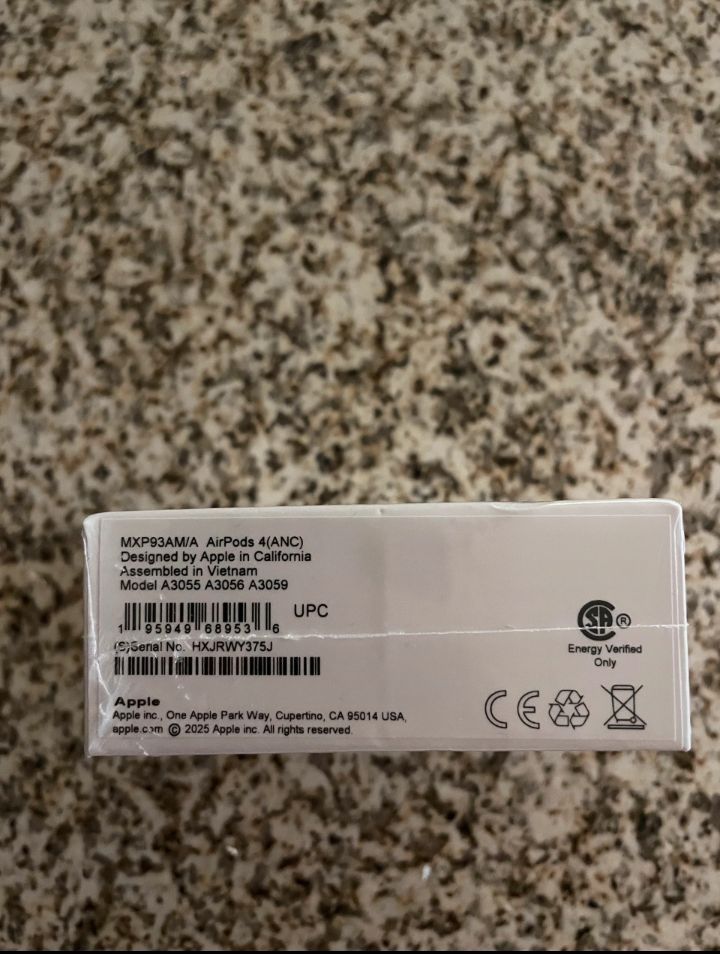 MXP93AM/A AirPods 4(ANC)
Designed by Apple in California
Assembled in Vietnam
Model A3055 A3056 A3059
UPC
1 95949 68953 6
(S)Serial No. HXJRWY375J
SA ®
Energy Verified
Only
Apple
Apple inc., One Apple Park Way, Cupertino, CA 95014 USA,
apple.com © 2025 Apple inc. All rights reserved.
CE